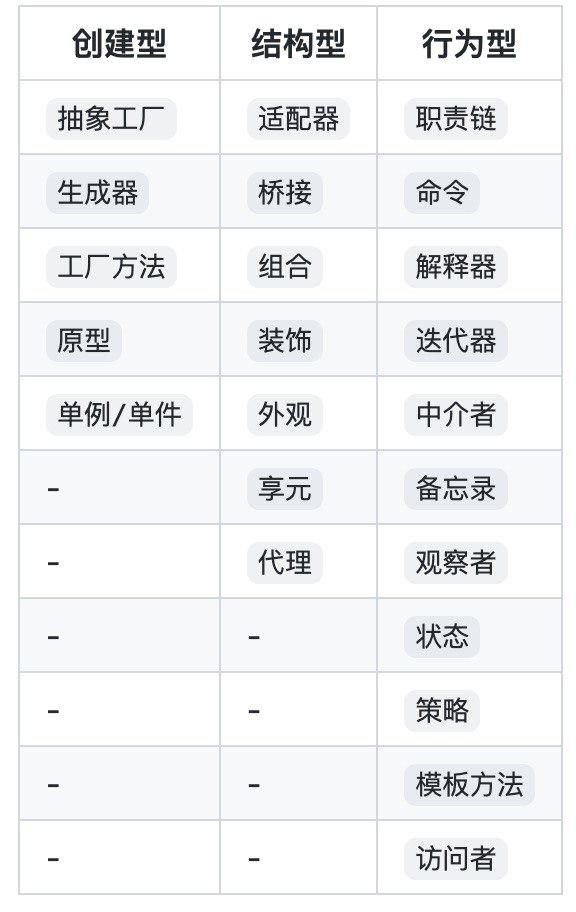 创建型 结构型 行为型
抽象工厂 适配器 职责链
生成器 桥接 命令
工厂方法 组合 解释器
原型 装饰 迭代器
单例/单件 外观 中介者
- 享元 备忘录
- 代理 观察者
- - 状态
- - 策略
- - 模板方法
- - 访问者